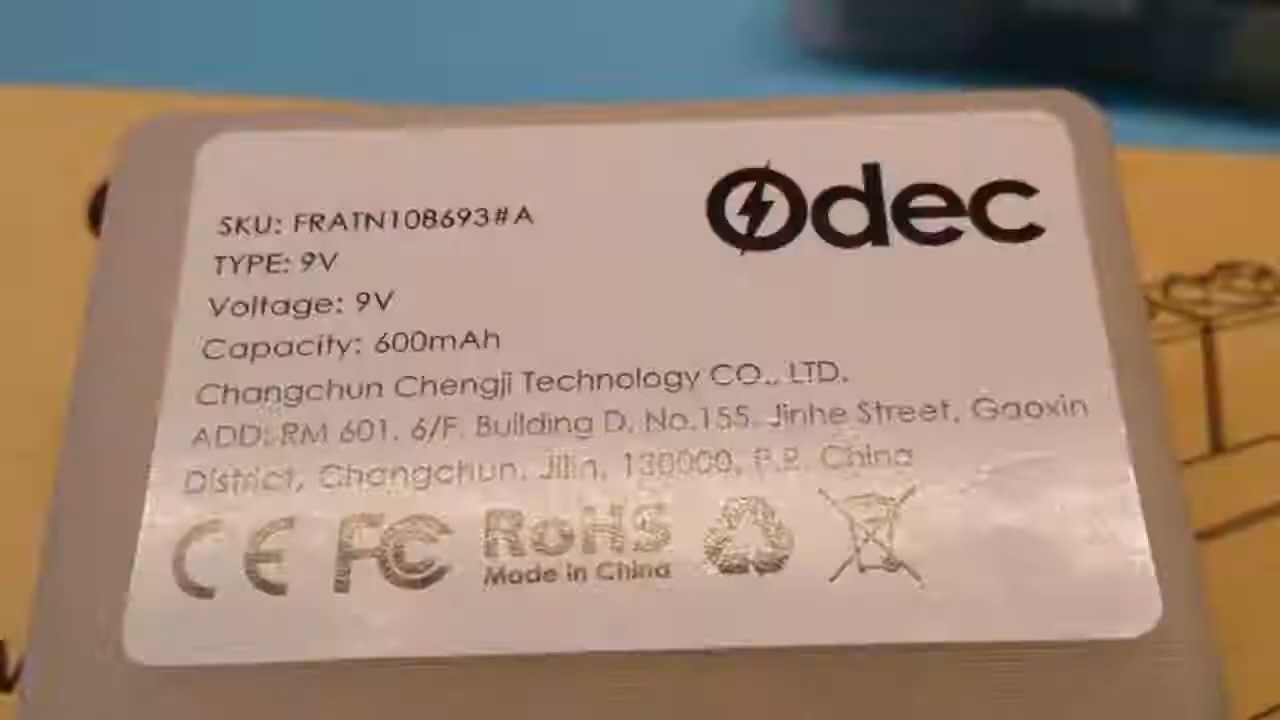 Odec
SKU: FRATN108693#A
TYPE: 9V
Voltage: 9V
Capacity: 600mAh
Changchun Chengji Technology CO., LTD.
ADD: RM 601, 6/F, Building D, No.155, Jinhe Street, Gaoxin
District, Changchun, Jilin, 130000, P.R. China
CE FC RoHS
Made in China